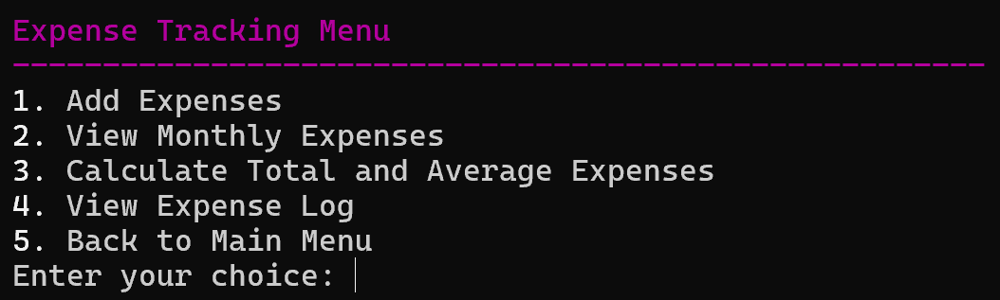 Expense Tracking Menu
------------------------------------------------------
1. Add Expenses
2. View Monthly Expenses
3. Calculate Total and Average Expenses
4. View Expense Log
5. Back to Main Menu
Enter your choice: